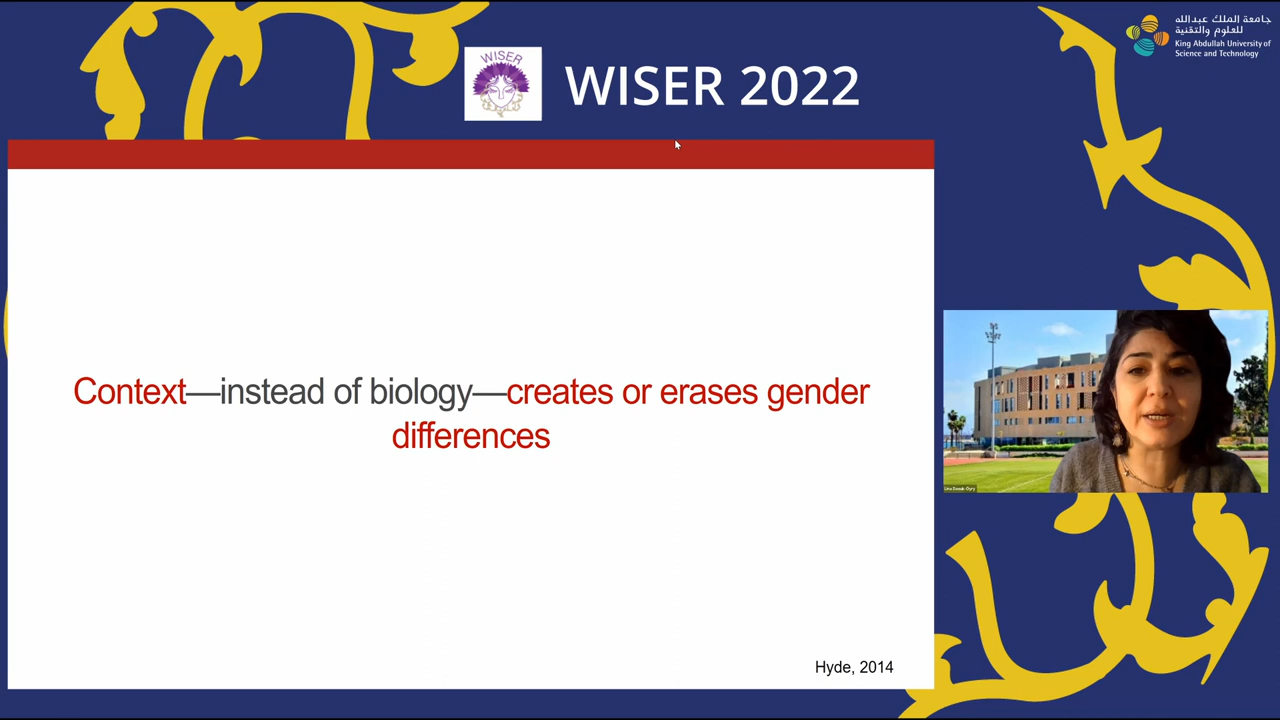 جامعة الملك عبدالله
للعلوم والتقنية
King Abdullah University of
Science and Technology
WISER
WISER 2022
Context—instead of biology—creates or erases gender
differences
Hyde, 2014